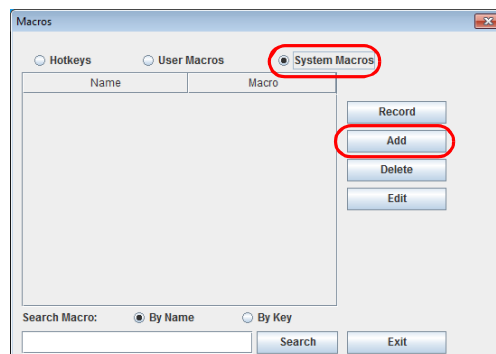 Macros
Hotkeys User Macros System Macros
Name Macro
Record
Add
Delete
Edit
Search Macro: By Name By Key
Search Exit